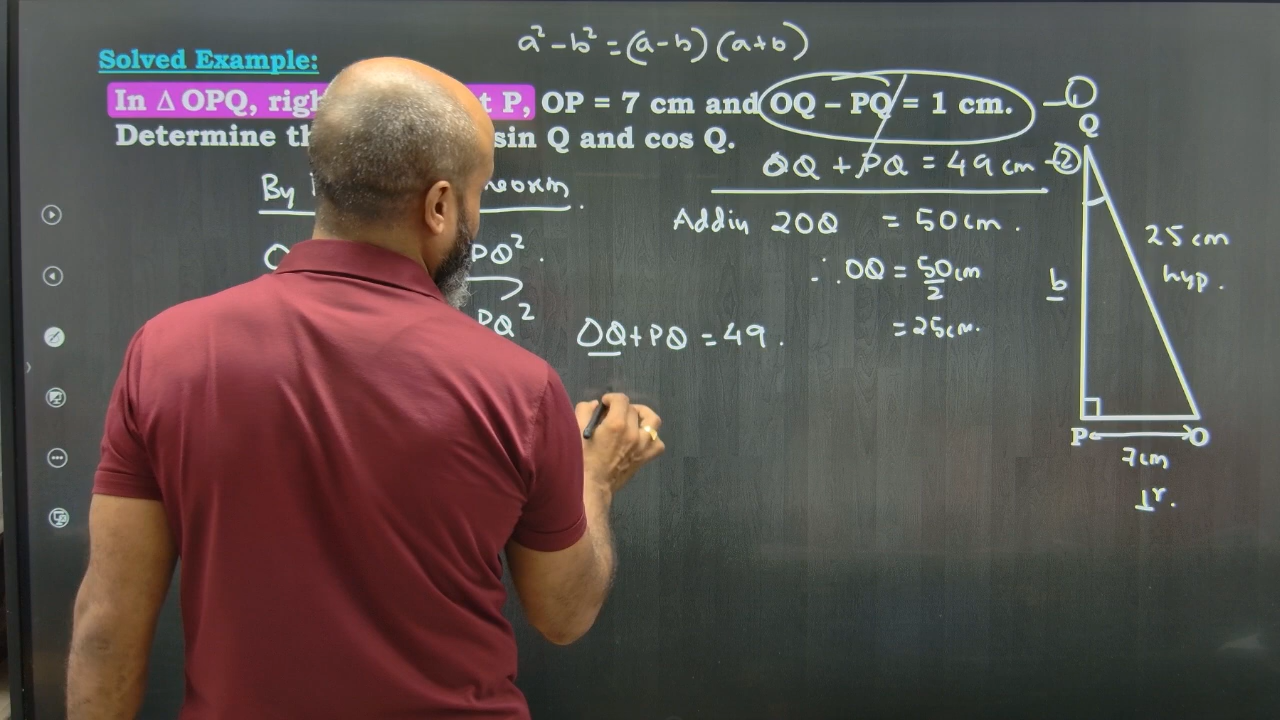 a² - b² = (a-b) (a+b)
Solved Example:
In Δ OPQ, P, OP = 7 cm and OQ – PQ = 1 cm. — ①
Determine sin Q and cos Q.
OQ + PQ = 49 cm - ②
By
Addin 2OQ = 50 cm.
PQ².
∴ OQ = 50 cm
2
PQ²
OQ + PQ = 49.
= 25 cm.
Q
25 cm
hyp.
b
P O
7 cm
⊥r.